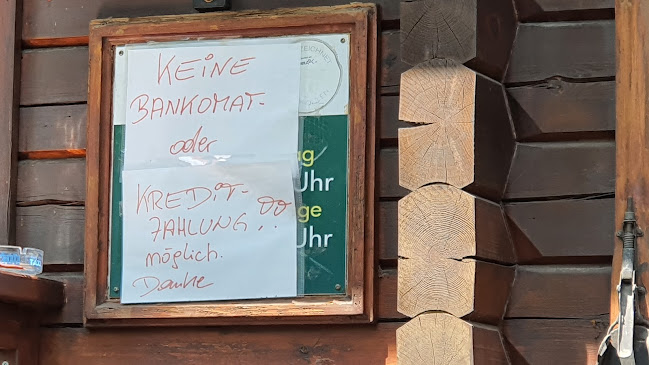 KEINE
BANKOMAT-
oder
KREDIT-
ZAHLUNG..
möglich.
Danke
Uhr
Uhr